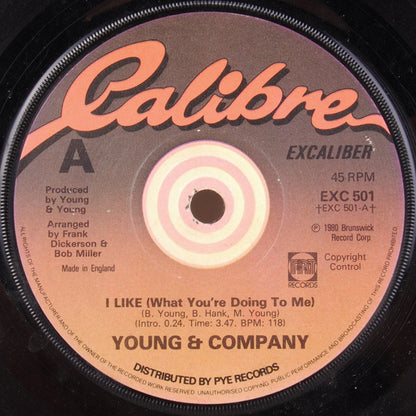 Calibre
A
EXCALIBER
45 RPM
EXC 501
†EXC 501-A†
Produced
by Young
& Young
Arranged
by Frank
Dickerson &
Bob Miller
Made in England
℗ 1980 Brunswick
Record Corp
RECORDS
Copyright
Control
I LIKE (What You're Doing To Me)
(B. Young, B. Hank, M. Young)
(Intro. 0.24. Time: 3.47. BPM: 118)
YOUNG & COMPANY
DISTRIBUTED BY PYE RECORDS
ALL RIGHTS OF THE MANUFACTURER AND OF THE OWNER OF THE RECORDED WORK RESERVED. UNAUTHORISED COPYING, PUBLIC PERFORMANCE AND BROADCASTING OF THIS RECORD PROHIBITED